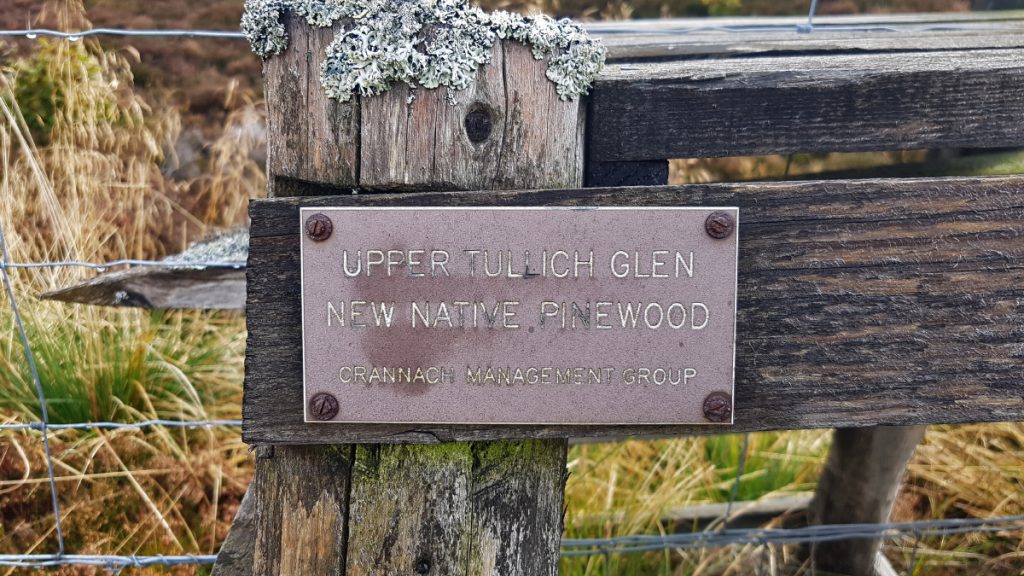 UPPER TULLICH GLEN
NEW NATIVE PINEWOOD
CRANNACH MANAGEMENT GROUP